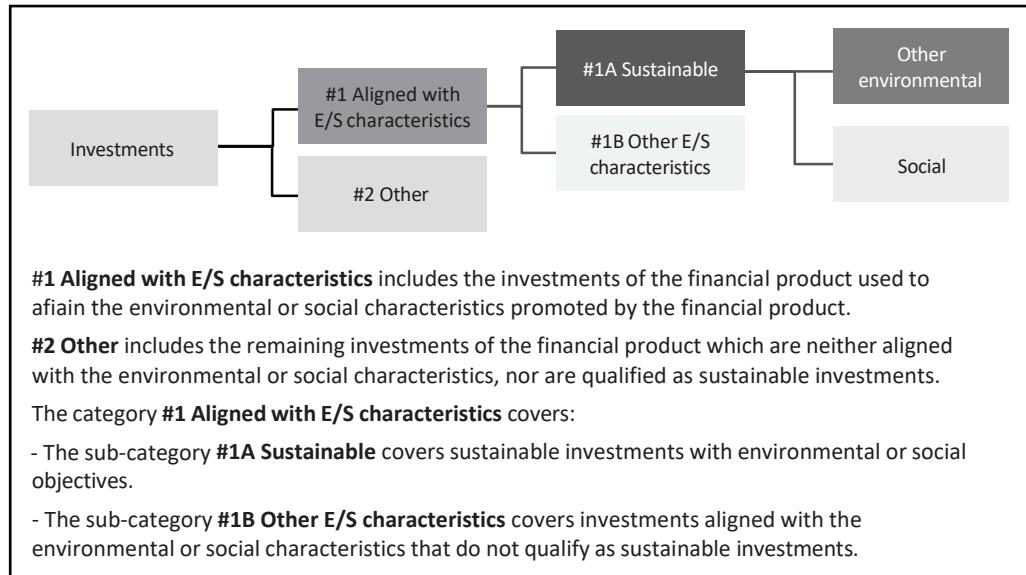 Investments
#1 Aligned with
E/S characteristics
#2 Other
#1A Sustainable
#1B Other E/S
characteristics
Other
environmental
Social
#1 Aligned with E/S characteristics includes the investments of the financial product used to
afiain the environmental or social characteristics promoted by the financial product.
#2 Other includes the remaining investments of the financial product which are neither aligned
with the environmental or social characteristics, nor are qualified as sustainable investments.
The category #1 Aligned with E/S characteristics covers:
- The sub-category #1A Sustainable covers sustainable investments with environmental or social
objectives.
- The sub-category #1B Other E/S characteristics covers investments aligned with the
environmental or social characteristics that do not qualify as sustainable investments.